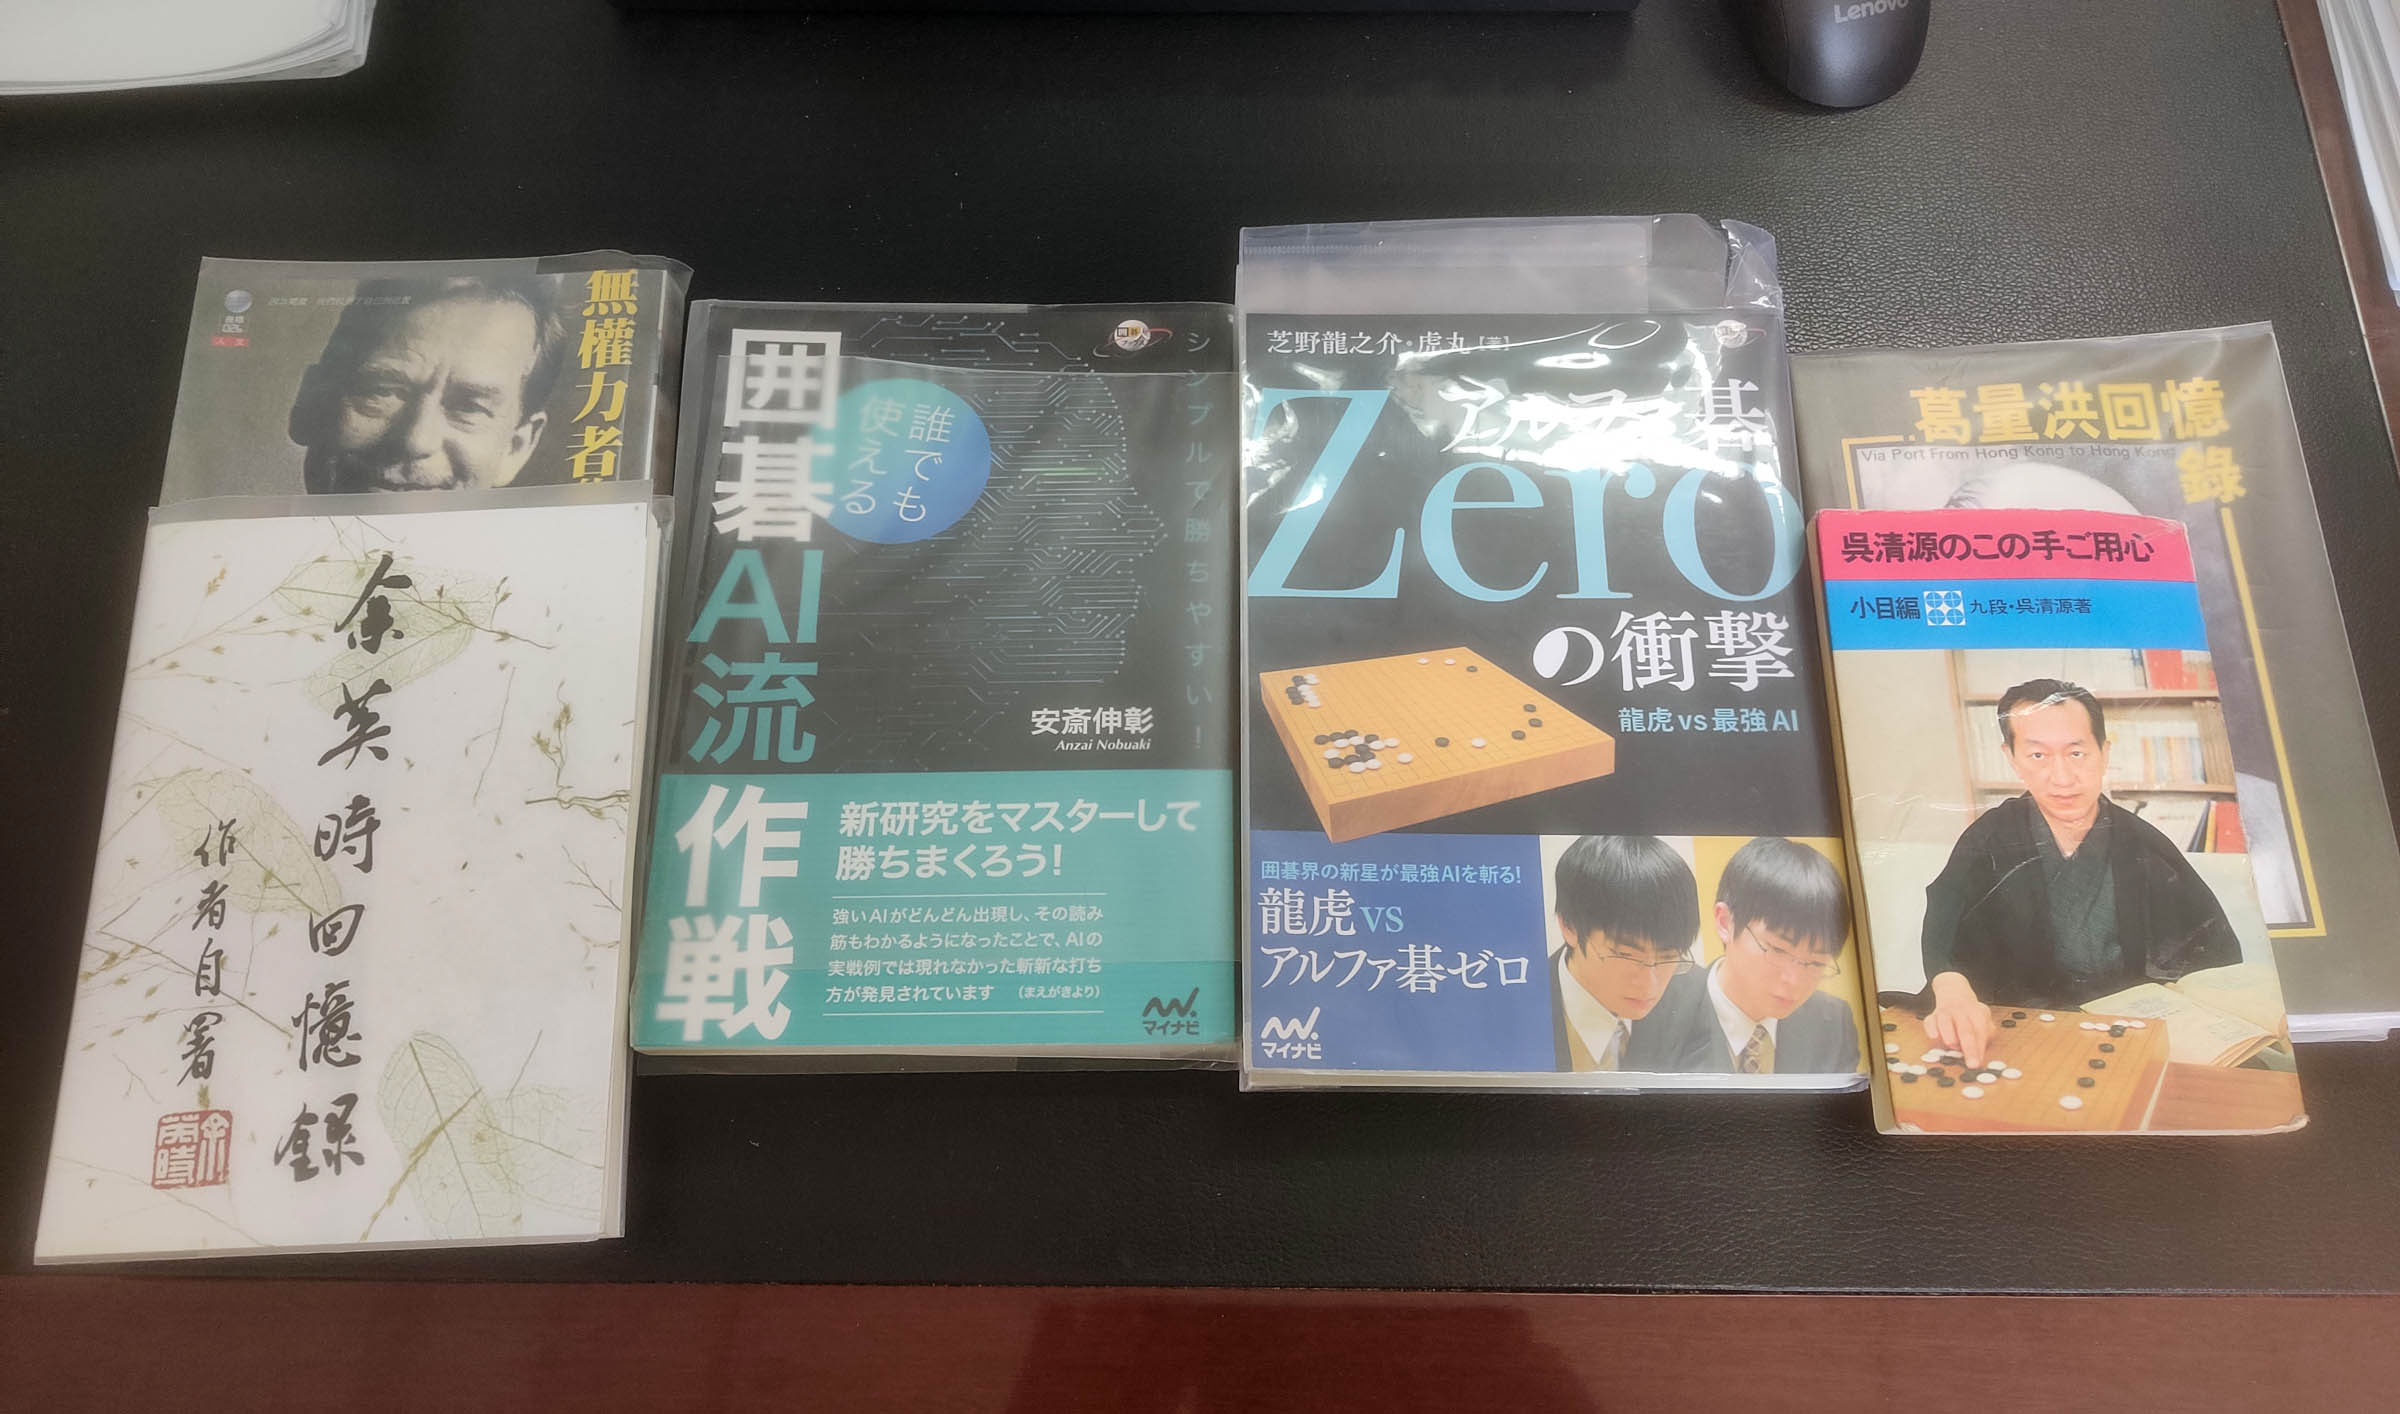 Lenovo
無權力者
余英時回憶錄
作者自署
囲碁AI流作戦
誰でも
使える
シンプルで勝ちやすい!
安斎伸彰
Anzai Nobuaki
新研究をマスターして
勝ちまくろう!
強いAIがどんどん出現し、その読み
筋もわかるようになったことで、AIの
実戦例では現れなかった斬新な打ち
方が発見されています (まえがきより)
マイナビ
芝野龍之介・虎丸[著]
アルファ碁
Zero
の衝撃
龍虎vs最強AI
囲碁界の新星が最強AIを斬る!
龍虎vs
アルファ碁ゼロ
マイナビ
葛量洪回憶
錄
Via Port From Hong Kong to Hong Kong
呉清源のこの手ご用心
小目編 九段・呉清源著